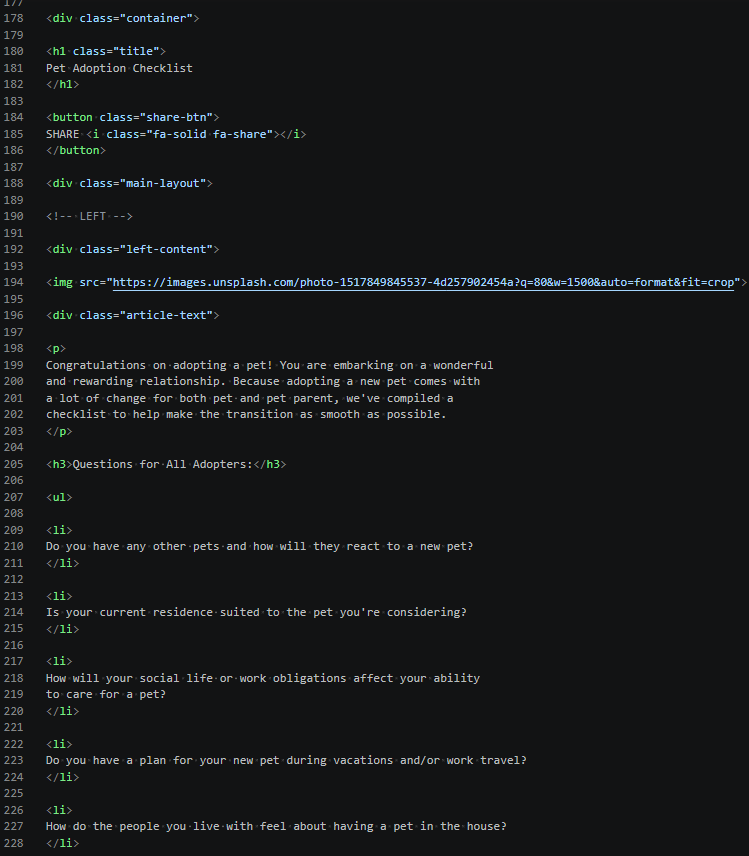 177
178 <div class="container">
179
180 <h1 class="title">
181 Pet Adoption Checklist
182 </h1>
183
184 <button class="share-btn">
185 SHARE <i class="fa-solid fa-share"></i>
186 </button>
187
188 <div class="main-layout">
189
190 <!-- LEFT -->
191
192 <div class="left-content">
193
194 <img src="https://images.unsplash.com/photo-1517849845537-4d257902454a?q=80&w=1500&auto=format&fit=crop">
195
196 <div class="article-text">
197
198 <p>
199 Congratulations on adopting a pet! You are embarking on a wonderful
200 and rewarding relationship. Because adopting a new pet comes with
201 a lot of change for both pet and pet parent, we've compiled a
202 checklist to help make the transition as smooth as possible.
203 </p>
204
205 <h3>Questions for All Adopters:</h3>
206
207 <ul>
208
209 <li>
210 Do you have any other pets and how will they react to a new pet?
211 </li>
212
213 <li>
214 Is your current residence suited to the pet you're considering?
215 </li>
216
217 <li>
218 How will your social life or work obligations affect your ability
219 to care for a pet?
220 </li>
221
222 <li>
223 Do you have a plan for your new pet during vacations and/or work travel?
224 </li>
225
226 <li>
227 How do the people you live with feel about having a pet in the house?
228 </li>